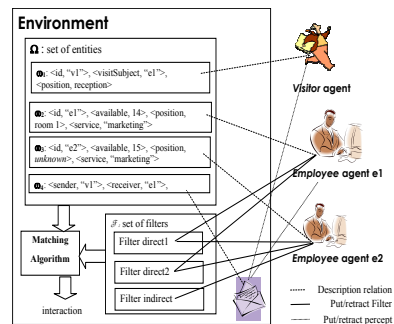 Environment
Ω : set of entities
ω₁: <id, “v1”>, <visitSubject, “e1”>,
<position, reception>
ω₂: <id, “e1”>, <available, 14>, <position,
room 1>, <service, “marketing”>
ω₃: <id, “e2”>, <available, 15>, <position,
unknown>, <service, “marketing”>
ω₄: <sender, “v1”>, <receiver, “e1”>,
Matching
Algorithm
interaction
ℱ : set of filters
Filter direct1
Filter direct2
Filter indirect
Visitor agent
Employee agent e1
Employee agent e2
Description relation
Put/retract Filter
Put/retract percept